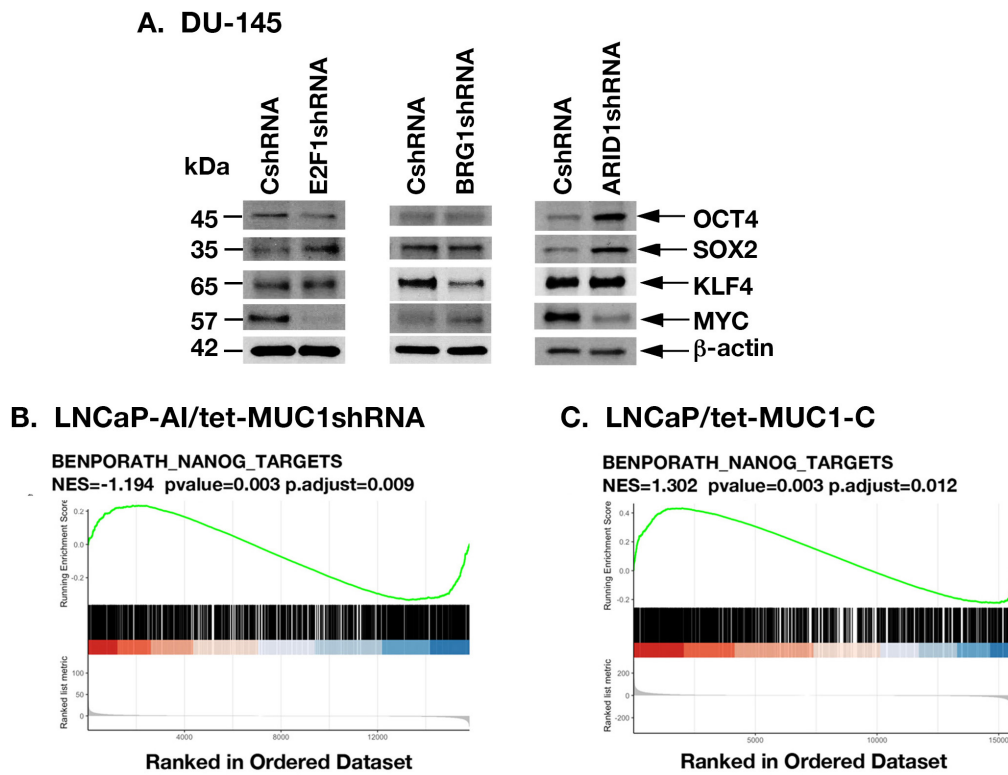 A. DU-145
kDa
CshRNA
E2F1shRNA
CshRNA
BRG1shRNA
CshRNA
ARID1shRNA
45
OCT4
35
SOX2
65
KLF4
57
MYC
42
β-actin
B. LNCaP-AI/tet-MUC1shRNA
BENPORATH_NANOG_TARGETS
NES=-1.194 pvalue=0.003 p.adjust=0.009
Running Enrichment Score
0.2
0.0
-0.2
Ranked list metric
100
50
0
4000
8000
12000
Ranked in Ordered Dataset
C. LNCaP/tet-MUC1-C
BENPORATH_NANOG_TARGETS
NES=1.302 pvalue=0.003 p.adjust=0.012
Running Enrichment Score
0.4
0.2
0.0
-0.2
Ranked list metric
200
0
-200
5000
10000
15000
Ranked in Ordered Dataset